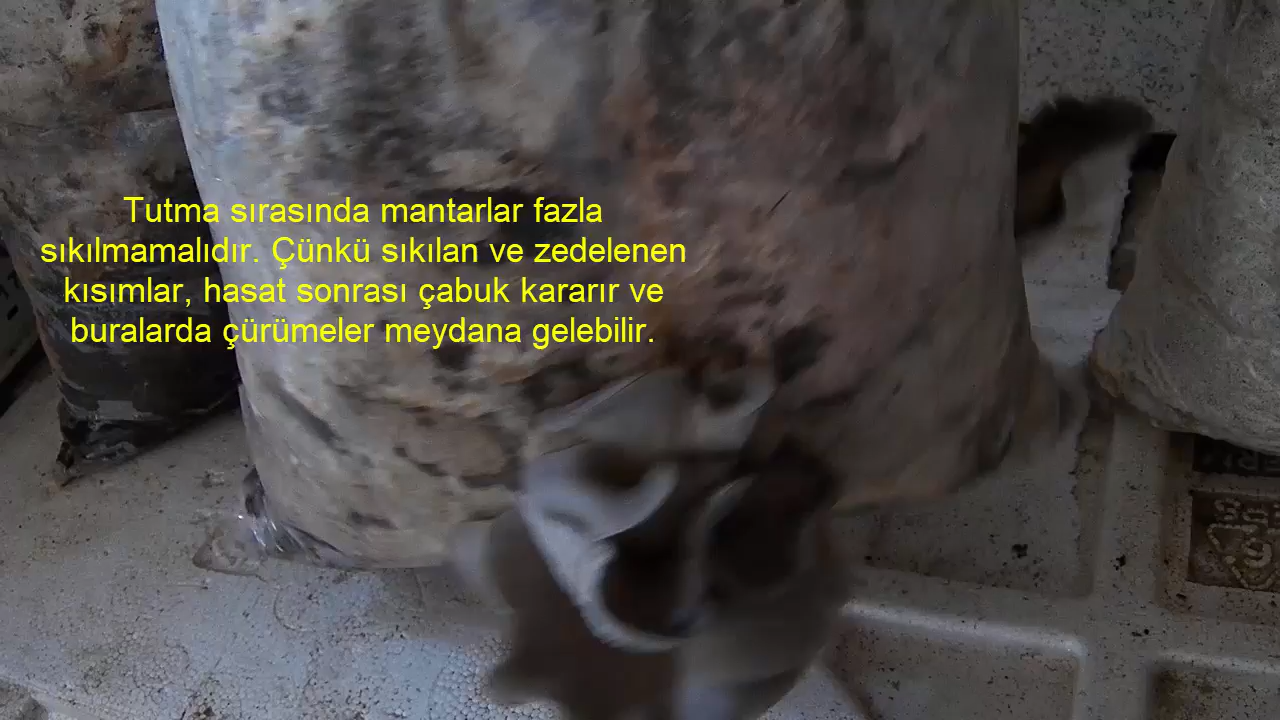 Tutma sırasında mantarlar fazla
sıkılmamalıdır. Çünkü sıkılan ve zedelenen
kısımlar, hasat sonrası çabuk kararır ve
buralarda çürümeler meydana gelebilir.
6